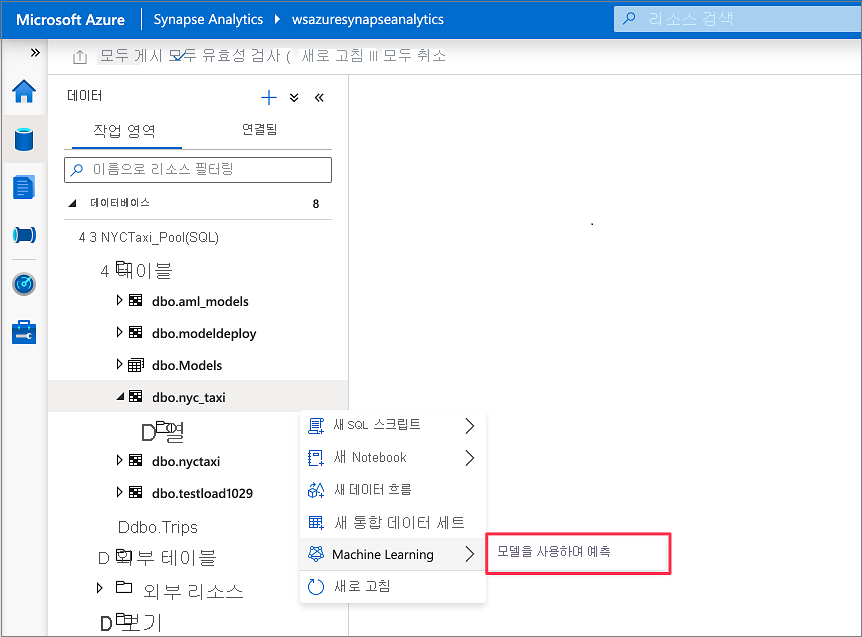 Microsoft Azure Synapse Analytics wsazuresynapseanalytics 리소스 검색
모두 게시 모두 유효성 검사 ( 새로 고침 III 모두 취소
데이터
작업 영역 연결됨
이름으로 리소스 필터링
데이터베이스 8
4 3 NYCTaxi_Pool(SQL)
4 테이블
dbo.aml_models
dbo.modeldeploy
dbo.Models
dbo.nyc_taxi
D 열
dbo.nyctaxi
dbo.testload1029
Ddbo.Trips
D 외부 테이블
외부 리소스
D 보기
새 SQL 스크립트
새 Notebook
새 데이터 흐름
새 통합 데이터 세트
Machine Learning
모델을 사용하여 예측
새로 고침